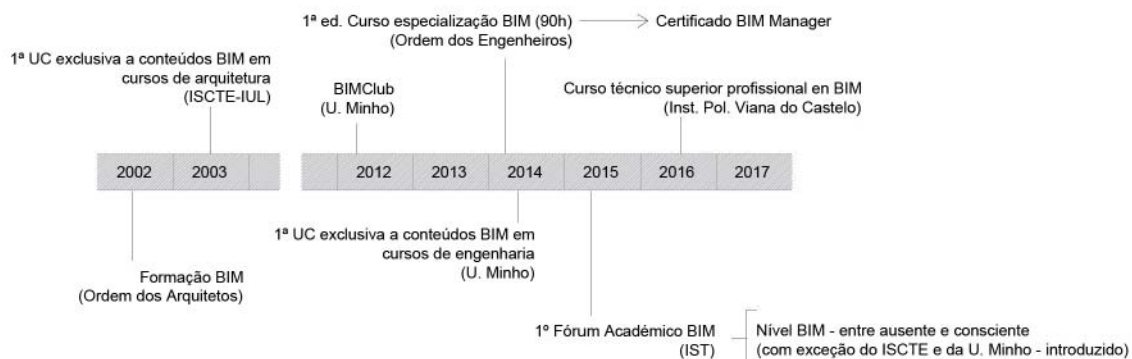 1ª ed. Curso especialização BIM (90h)
(Ordem dos Engenheiros)
Certificado BIM Manager
1ª UC exclusiva a conteúdos BIM em
cursos de arquitetura
(ISCTE-IUL)
BIMClub
(U. Minho)
Curso técnico superior profissional en BIM
(Inst. Pol. Viana do Castelo)
2002
2003
2012
2013
2014
2015
2016
2017
Formação BIM
(Ordem dos Arquitetos)
1ª UC exclusiva a conteúdos BIM em
cursos de engenharia
(U. Minho)
1º Fórum Académico BIM
(IST)
Nível BIM - entre ausente e consciente
(com exceção do ISCTE e da U. Minho - introduzido)